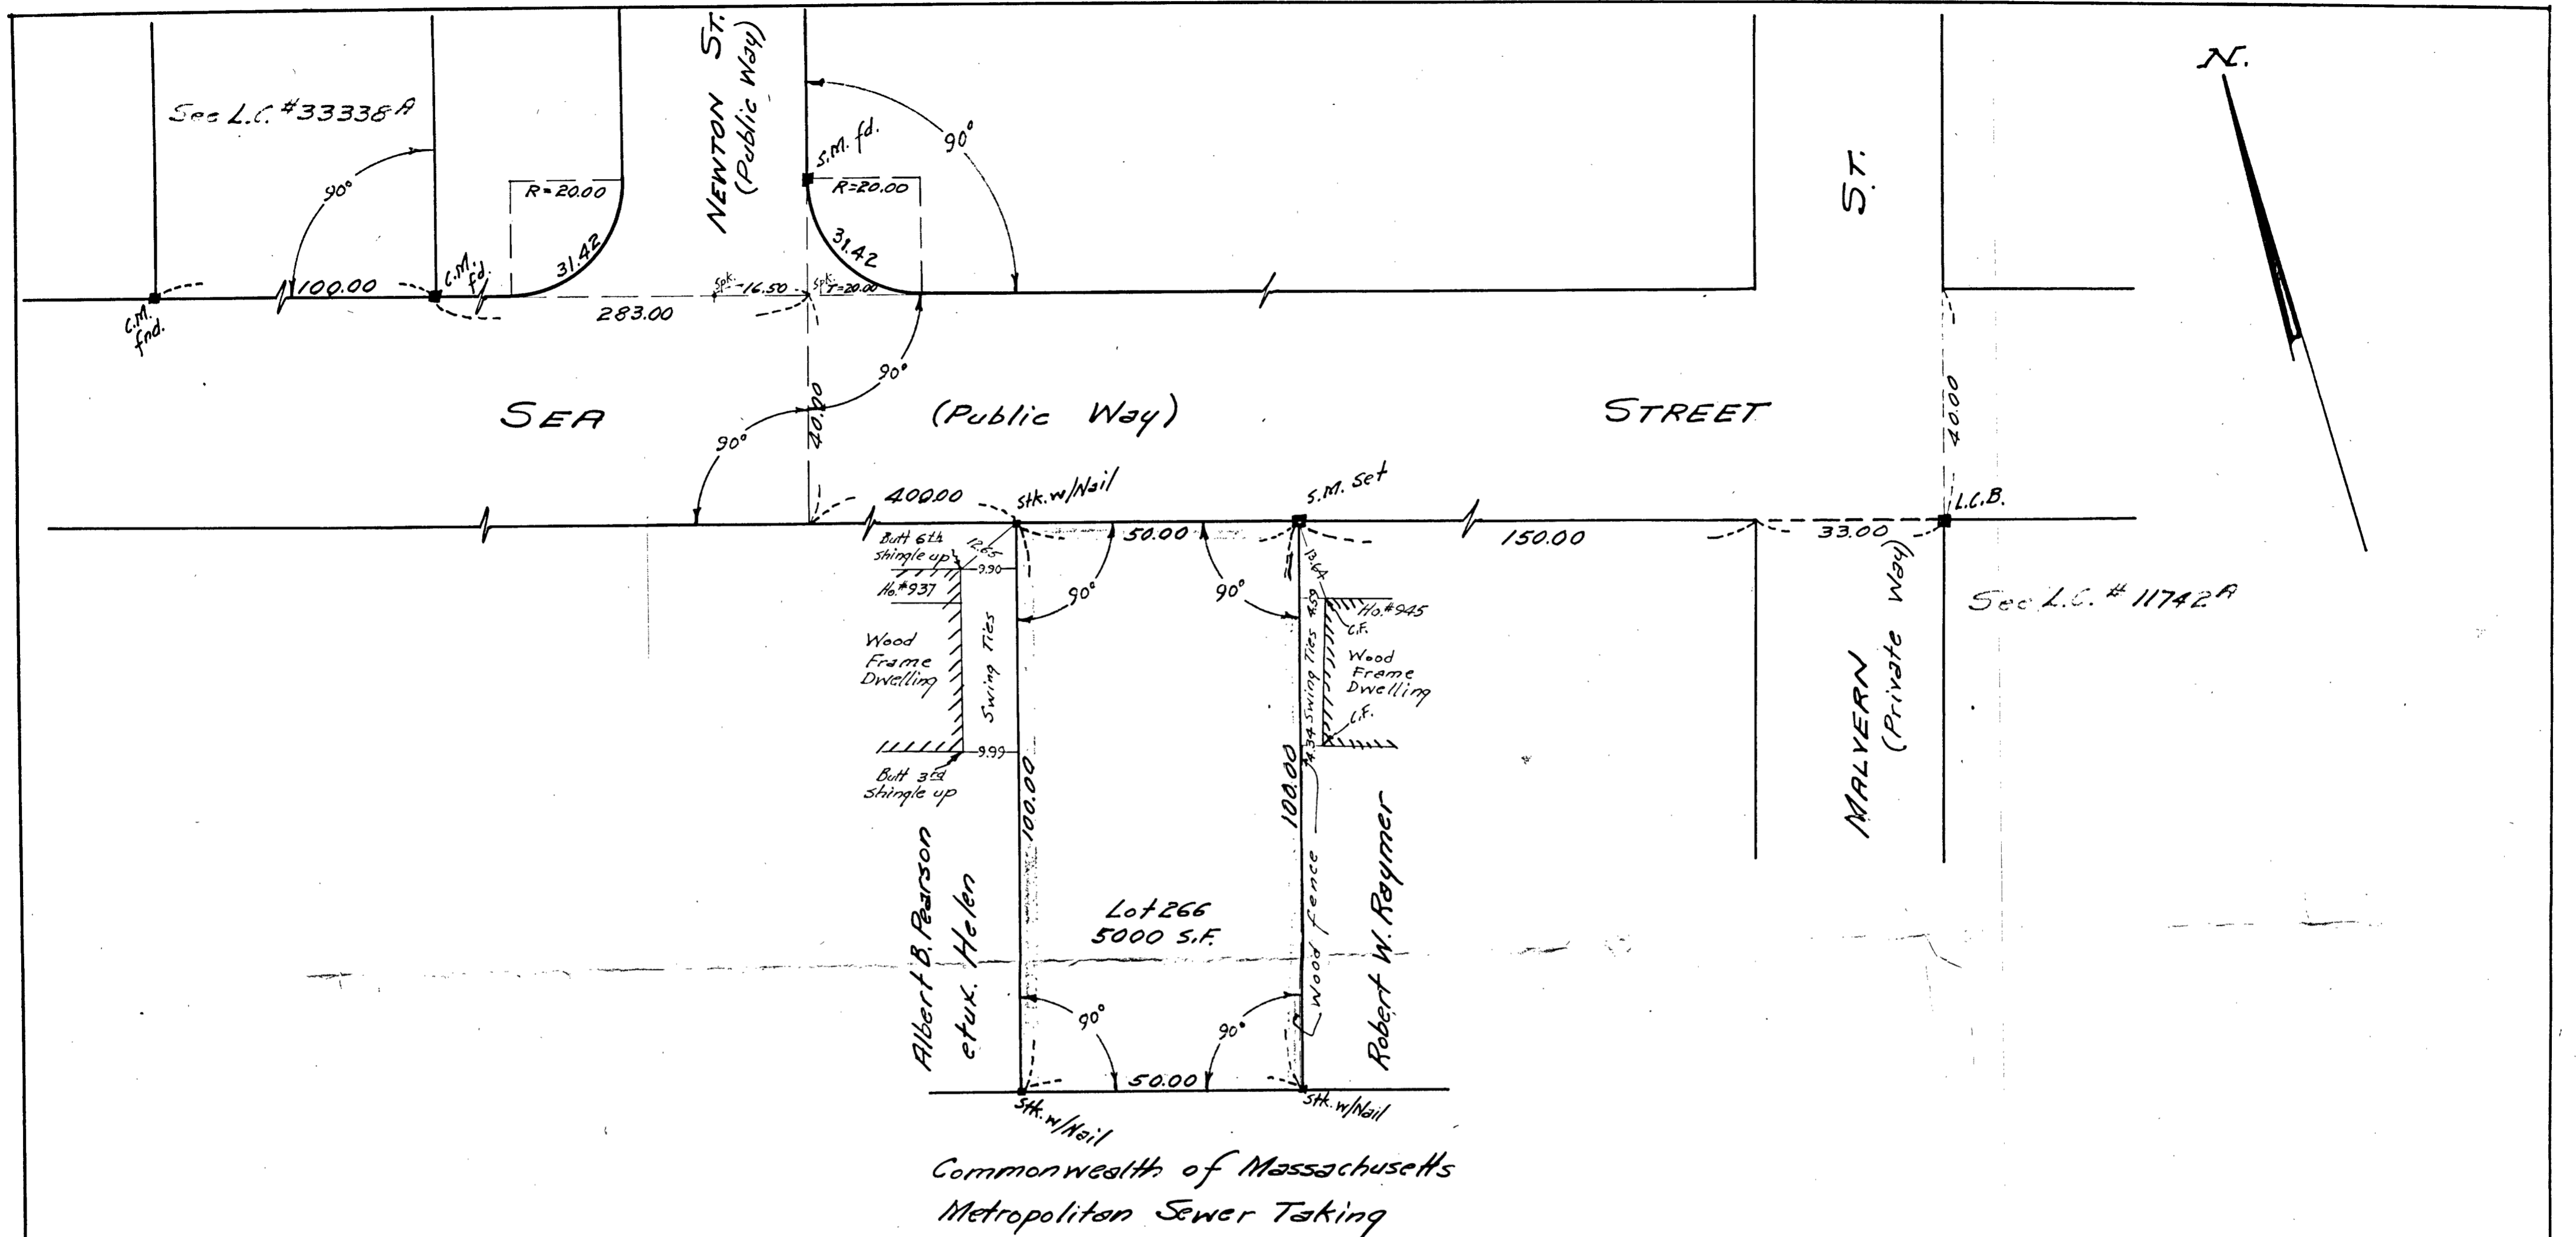 NEWTON ST.
(Public Way)
N.
See L.C. #33338A
90°
S.M. fd.
90°
ST.
R=20.00
R=20.00
31.42
31.42
C.M. fd.
100.00
Spk.
16.50
Spk.
T=20.00
283.00
C.M. fnd.
90°
40.00
40.00
SEA
(Public Way)
STREET
90°
400.00
Stk. w/Nail
S.M. Set
L.C.B.
50.00
150.00
33.00
Butt 6th
shingle up
12.65
9.90
13.64
4.59
Ho.#937
90°
90°
Ho.#945
C.F.
See L.C. # 11742A
Wood
Frame
Dwelling
Swing Ties
Swing Ties
Wood
Frame
Dwelling
C.F.
MALVERN
(Private Way)
9.99
4.34
Butt 3rd
shingle up
100.00
100.00
Albert B. Pearson
etux. Helen
Lot 266
5000 S.F.
Wood fence
Robert W. Raymer
90°
90°
50.00
Stk. w/Nail
Stk. w/Nail
Commonwealth of Massachusetts
Metropolitan Sewer Taking